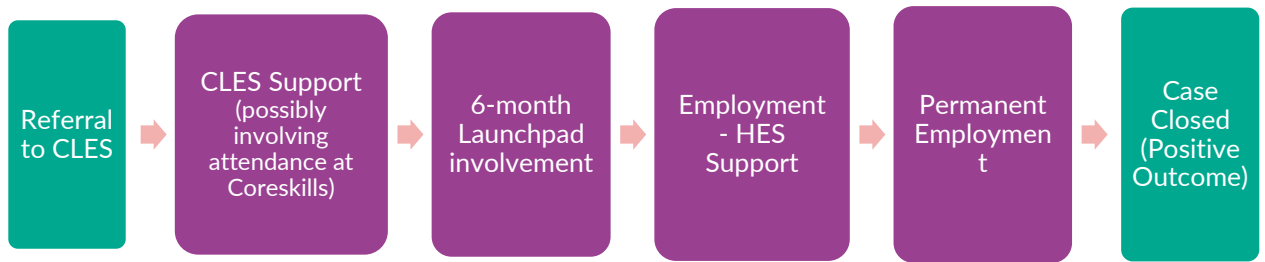 Referral
to CLES
CLES Support
(possibly
involving
attendance at
Coreskills)
6-month
Launchpad
involvement
Employment
- HES
Support
Permanent
Employmen
t
Case
Closed
(Positive
Outcome)